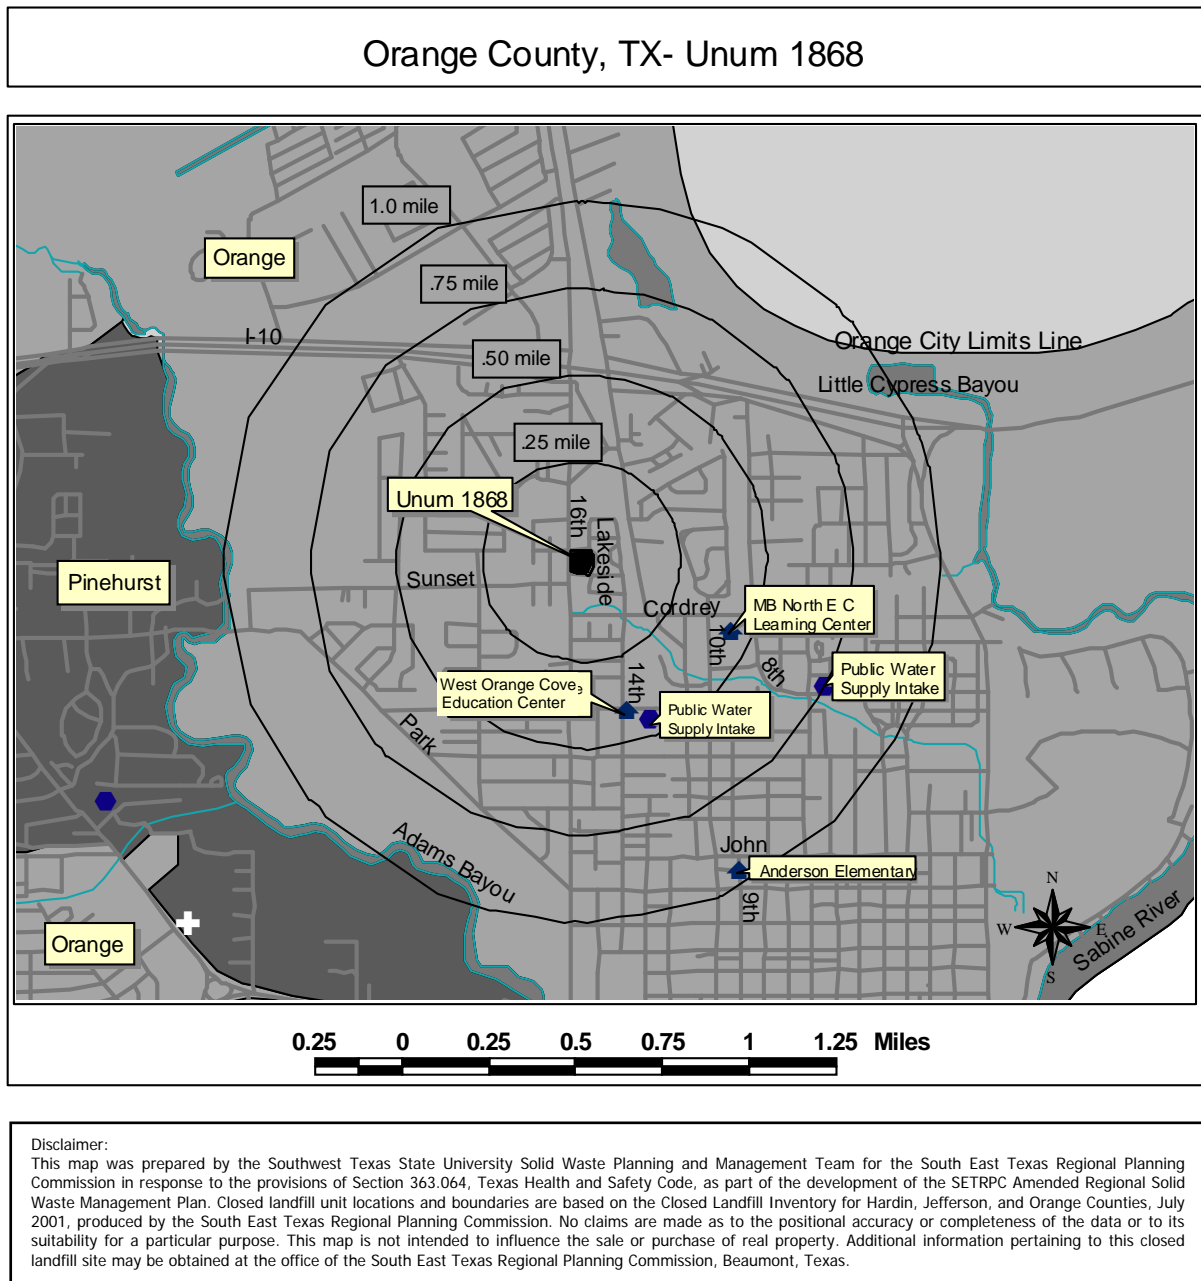 Orange County, TX- Unum 1868
1.0 mile
Orange
.75 mile
I-10
Orange City Limits Line
.50 mile
Little Cypress Bayou
.25 mile
Unum 1868
16th
Lakeside
Pinehurst
Sunset
Cordrey
MB North E C
Learning Center
10th
8th
Public Water
Supply Intake
West Orange Cove
Education Center
14th
Public Water
Supply Intake
Park
Adams Bayou
John
Anderson Elementary
9th
Orange
N
W
E
S
Sabine River
0.25 0 0.25 0.5 0.75 1 1.25 Miles
Disclaimer:
This map was prepared by the Southwest Texas State University Solid Waste Planning and Management Team for the South East Texas Regional Planning
Commission in response to the provisions of Section 363.064, Texas Health and Safety Code, as part of the development of the SETRPC Amended Regional Solid
Waste Management Plan. Closed landfill unit locations and boundaries are based on the Closed Landfill Inventory for Hardin, Jefferson, and Orange Counties, July
2001, produced by the South East Texas Regional Planning Commission. No claims are made as to the positional accuracy or completeness of the data or to its
suitability for a particular purpose. This map is not intended to influence the sale or purchase of real property. Additional information pertaining to this closed
landfill site may be obtained at the office of the South East Texas Regional Planning Commission, Beaumont, Texas.